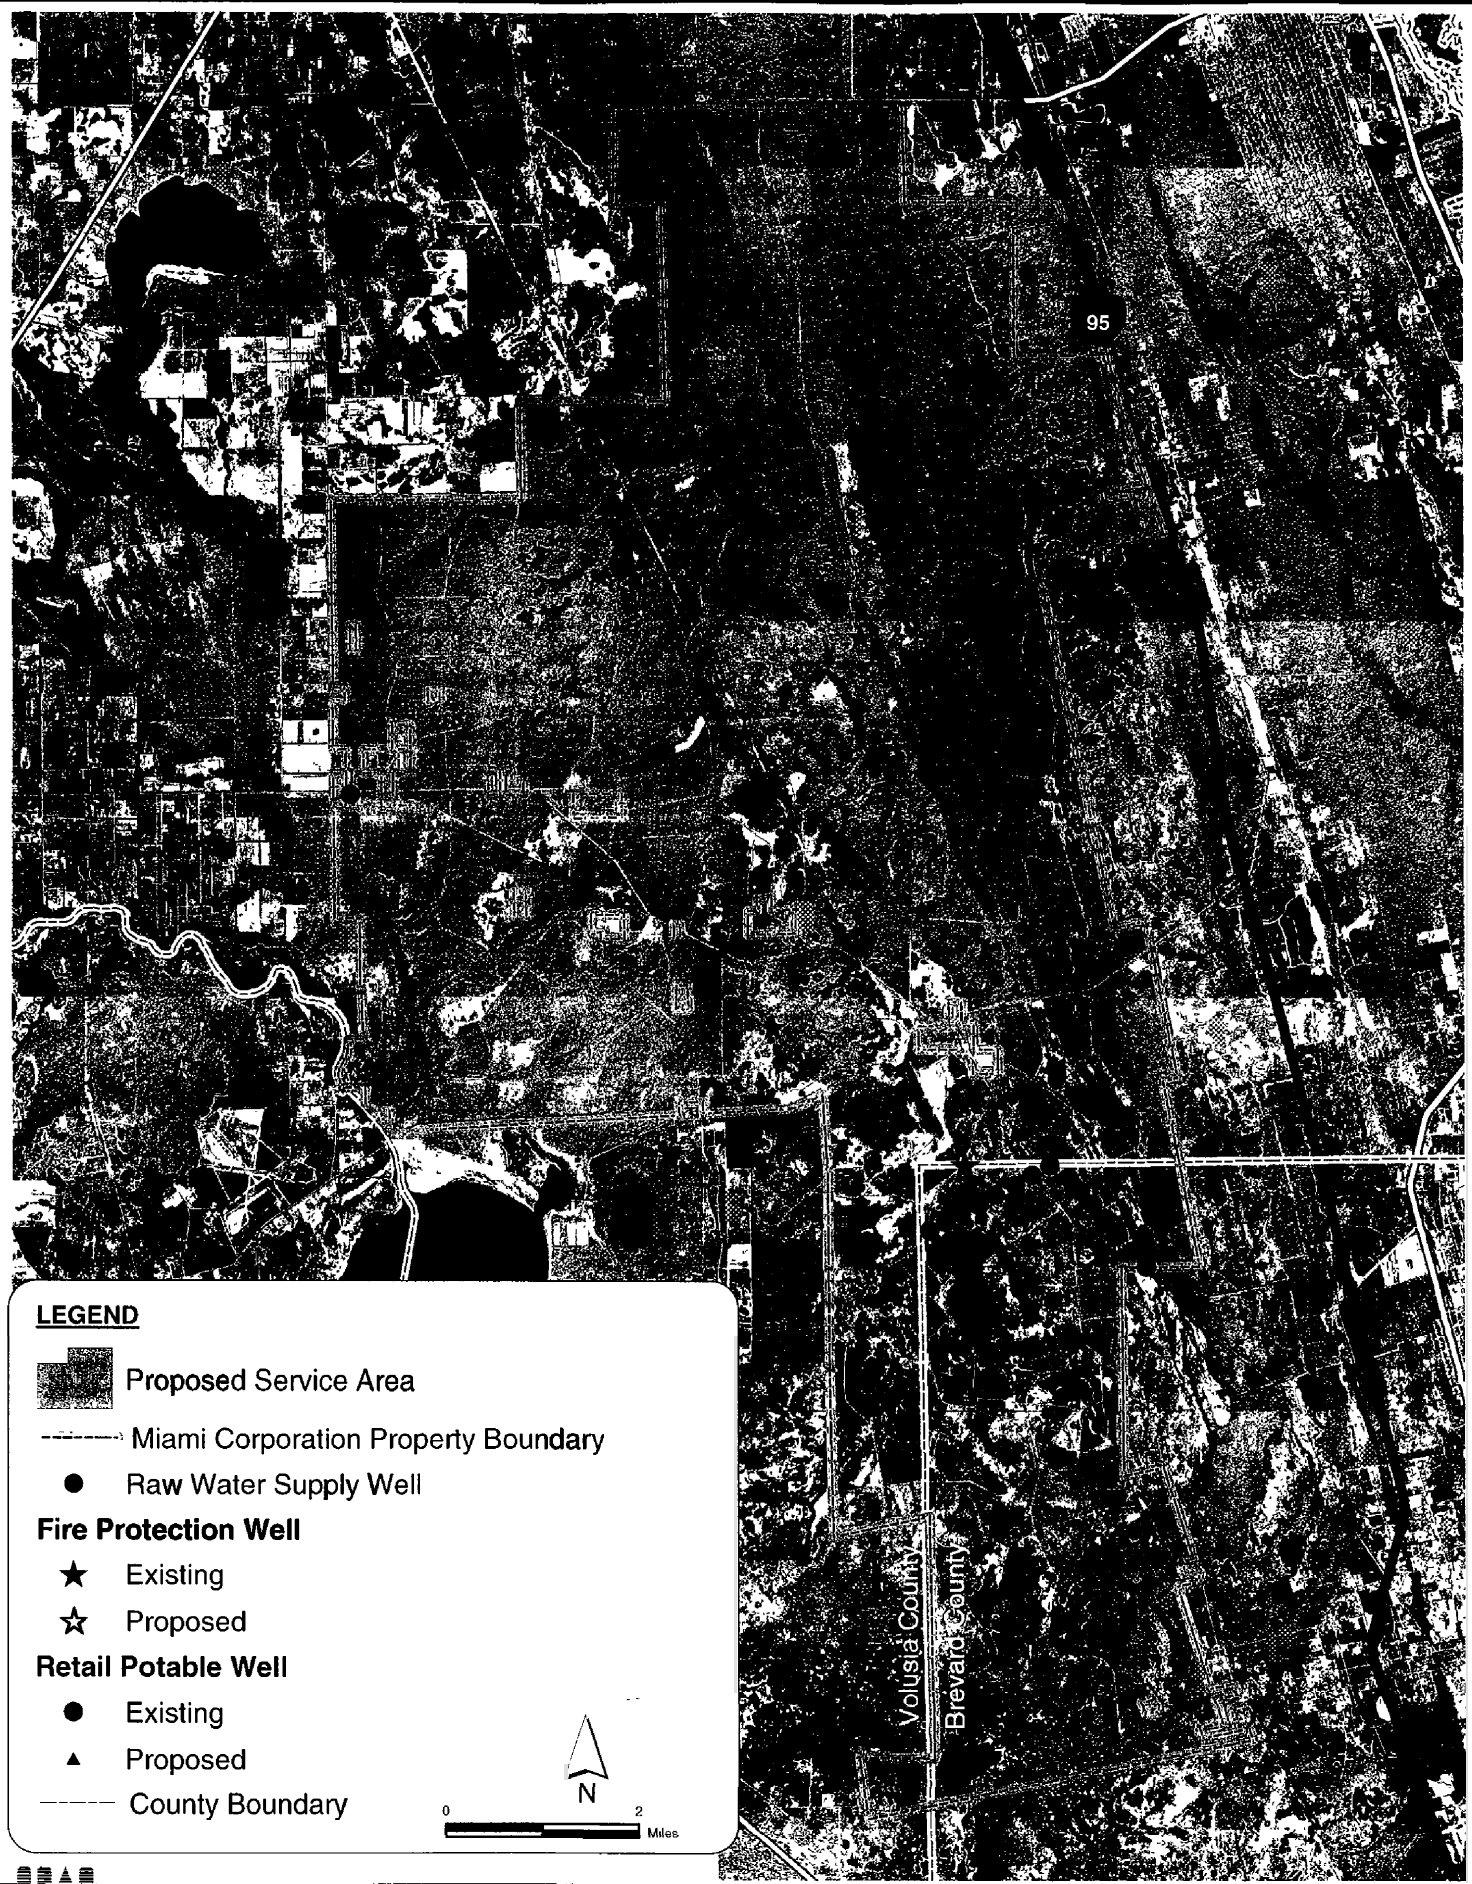 95
LEGEND
Proposed Service Area
Miami Corporation Property Boundary
Raw Water Supply Well
Fire Protection Well
Existing
Proposed
Retail Potable Well
Existing
Proposed
County Boundary
N
0 2
Miles
Volusia County
Brevard County